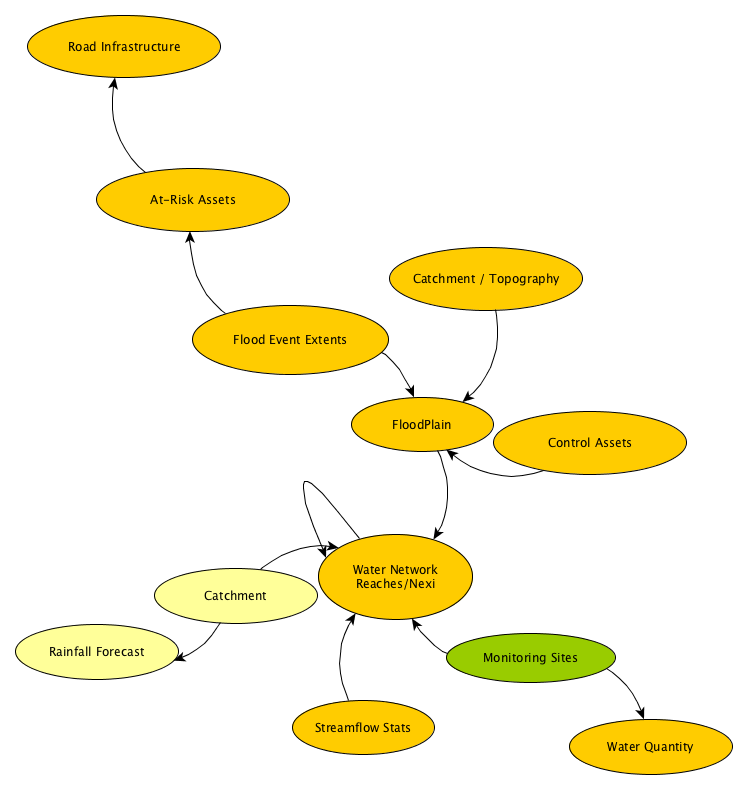 Road Infrastructure
At-Risk Assets
Catchment / Topography
Flood Event Extents
FloodPlain
Control Assets
Water Network
Reaches/Nexi
Catchment
Rainfall Forecast
Monitoring Sites
Streamflow Stats
Water Quantity